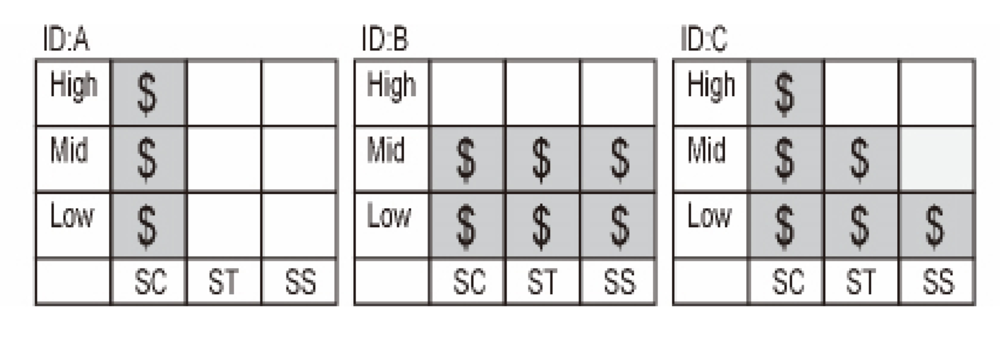 ID:A ID:B ID:C
High $ High High $
Mid $ Mid $ $ $ Mid $ $
Low $ Low $ $ $ Low $ $ $
SC ST SS SC ST SS SC ST SS